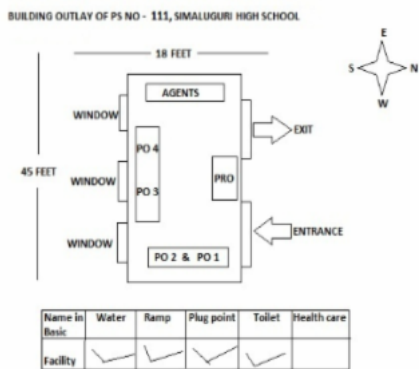 BUILDING OUTLAY OF PS NO - 111, SIMALUGURI HIGH SCHOOL
18 FEET
E
S N
W
AGENTS
WINDOW
EXIT
PO 4
45 FEET
WINDOW
PO 3
PRO
WINDOW
ENTRANCE
PO 2 & PO 1
Name in Basic Water Ramp Plug point Toilet Health care
Facility